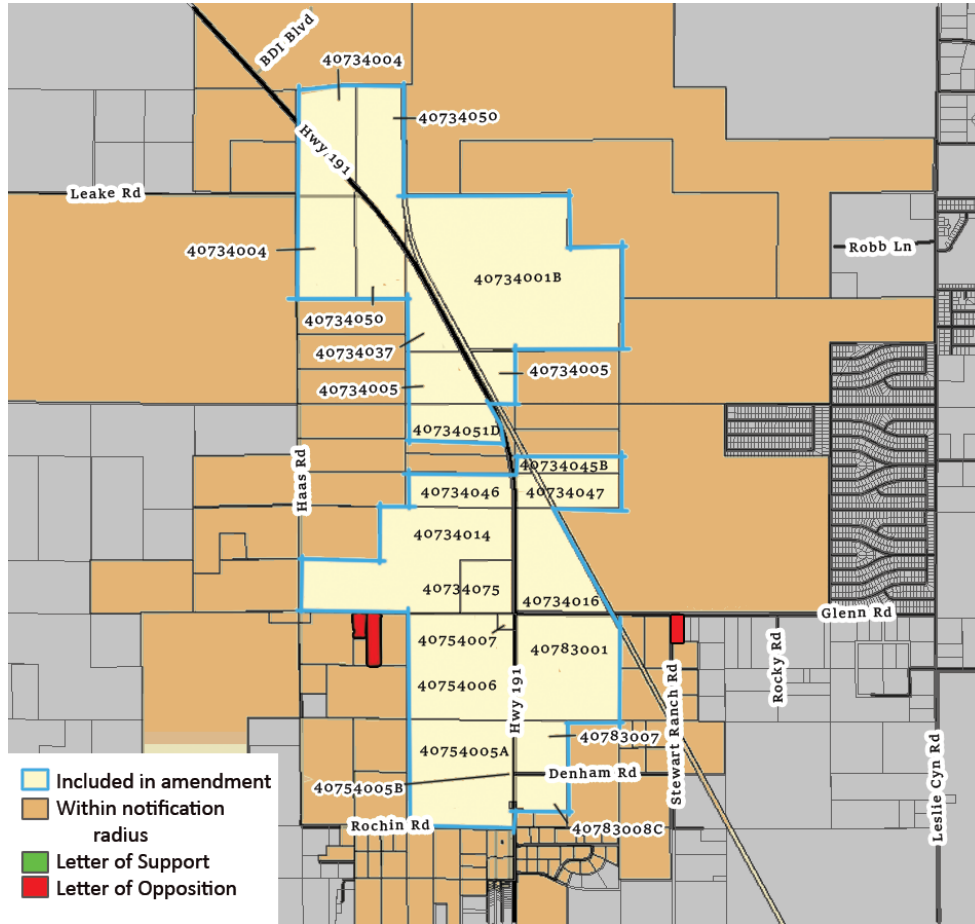 BDI Blvd
40734004
40734050
Hwy 191
Leake Rd
40734004
Robb Ln
40734001B
40734050
40734037
40734005
40734005
40734051D
40734045B
40734046
40734047
Haas Rd
40734014
40734075
40734016
Glenn Rd
40754007
40783001
Rocky Rd
40754006
Hwy 191
Stewart Ranch Rd
40783007
40754005A
Denham Rd
40754005B
Leslie Cyn Rd
Rochin Rd
40783008C
Included in amendment
Within notification
radius
Letter of Support
Letter of Opposition